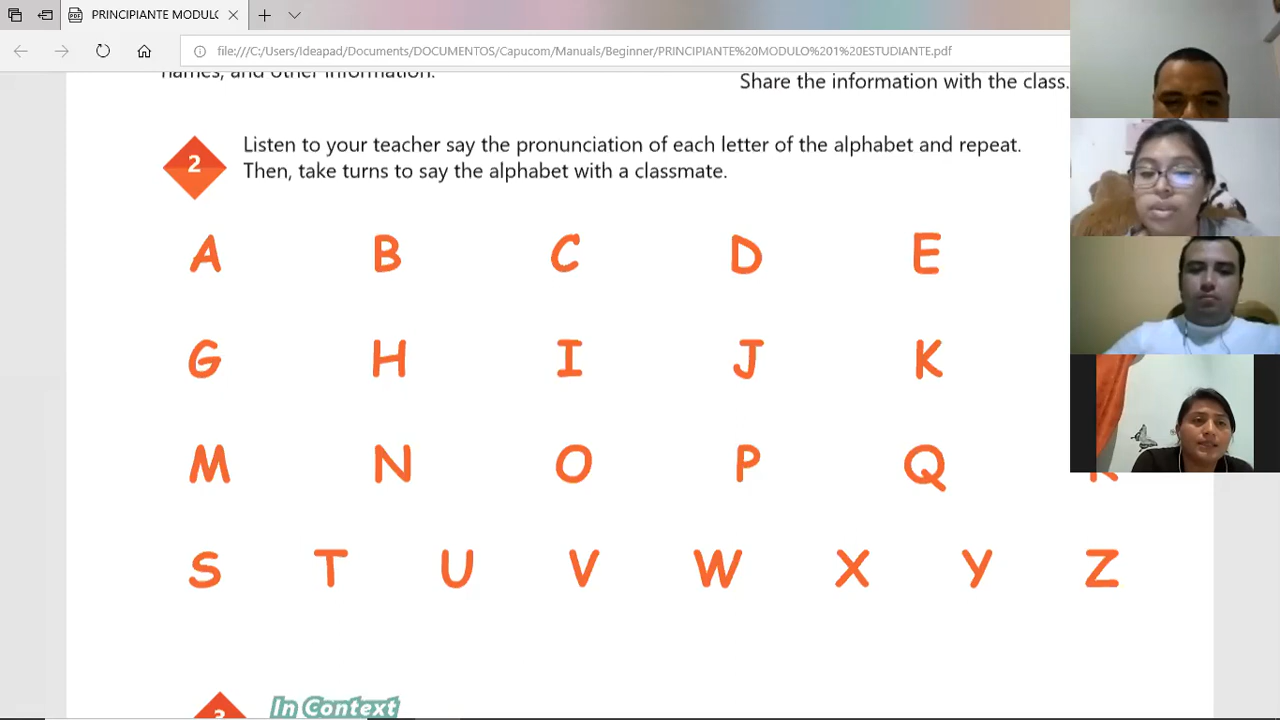 PRINCIPIANTE MODULO
file:///C:/Users/Ideapad/Documents/DOCUMENTOS/Capucom/Manuals/Beginner/PRINCIPIANTE%20MODULO%201%20ESTUDIANTE.pdf
names, and other information.
Share the information with the class.
2
Listen to your teacher say the pronunciation of each letter of the alphabet and repeat.
Then, take turns to say the alphabet with a classmate.
A B C D E
G H I J K
M N O P Q R
S T U V W X Y Z
3
In Context